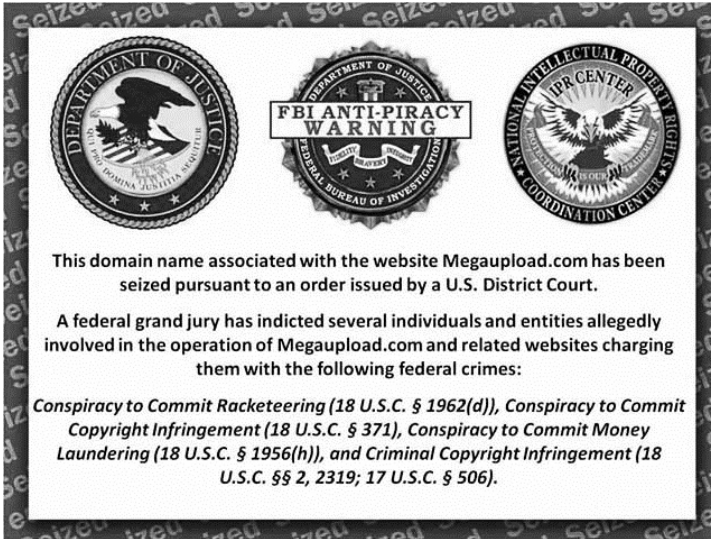 DEPARTMENT OF JUSTICE
QUI PRO DOMINA JUSTITIA SEQUITUR
DEPARTMENT OF JUSTICE
FBI ANTI-PIRACY
WARNING
FIDELITY BRAVERY INTEGRITY
FEDERAL BUREAU OF INVESTIGATION
NATIONAL INTELLECTUAL PROPERTY RIGHTS
IPR CENTER
PROTECTION IS OUR TRADEMARK
COORDINATION CENTER
This domain name associated with the website Megaupload.com has been
seized pursuant to an order issued by a U.S. District Court.
A federal grand jury has indicted several individuals and entities allegedly
involved in the operation of Megaupload.com and related websites charging
them with the following federal crimes:
Conspiracy to Commit Racketeering (18 U.S.C. § 1962(d)), Conspiracy to Commit
Copyright Infringement (18 U.S.C. § 371), Conspiracy to Commit Money
Laundering (18 U.S.C. § 1956(h)), and Criminal Copyright Infringement (18
U.S.C. §§ 2, 2319; 17 U.S.C. § 506).
Seized